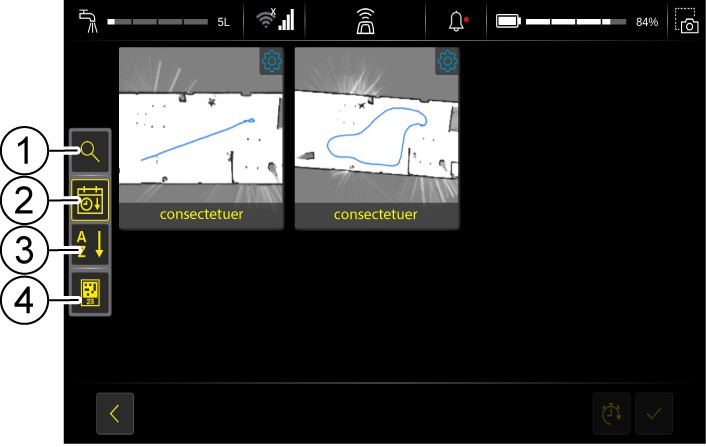 5L
x
84%
1
2
3
4
A
Z
23
consectetuer
consectetuer